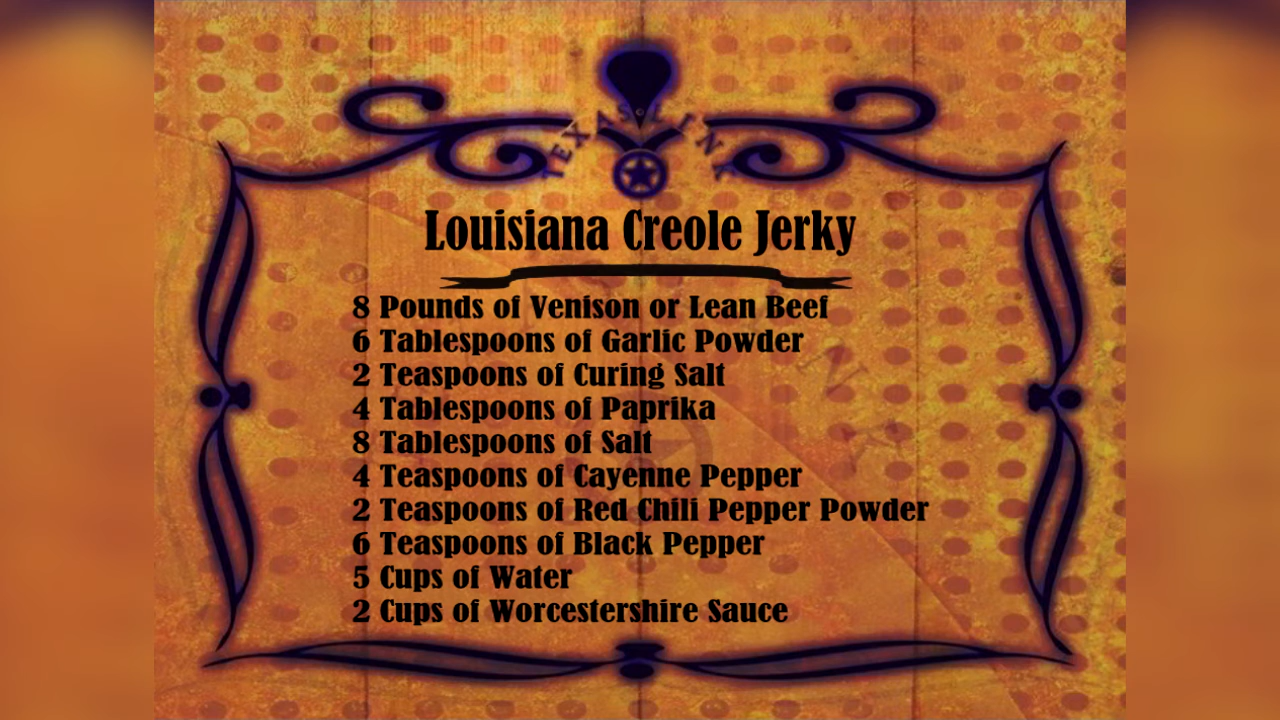 TEXAS LINK
Louisiana Creole Jerky
8 Pounds of Venison or Lean Beef
6 Tablespoons of Garlic Powder
2 Teaspoons of Curing Salt
4 Tablespoons of Paprika
8 Tablespoons of Salt
4 Teaspoons of Cayenne Pepper
2 Teaspoons of Red Chili Pepper Powder
6 Teaspoons of Black Pepper
5 Cups of Water
2 Cups of Worcestershire Sauce